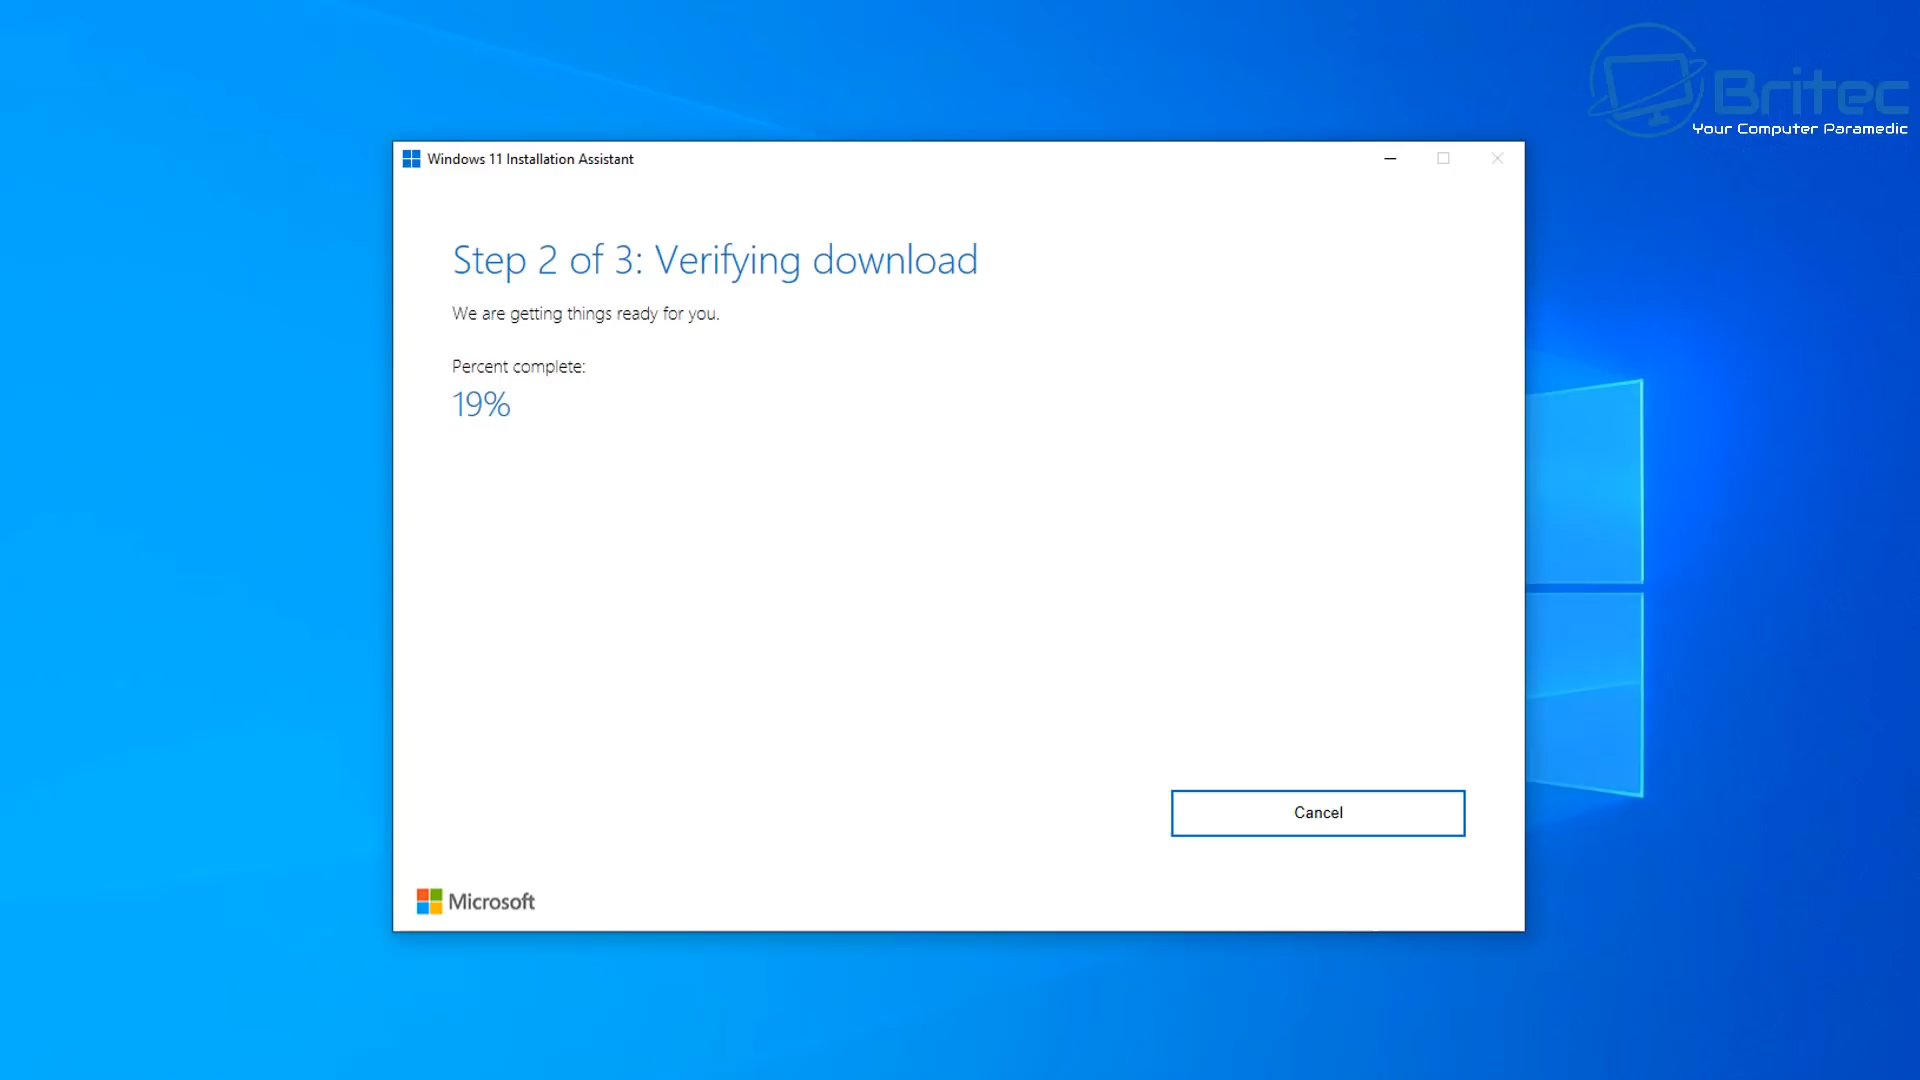 Britec
Your Computer Paramedic
Windows 11 Installation Assistant
Step 2 of 3: Verifying download
We are getting things ready for you.
Percent complete:
19%
Cancel
Microsoft